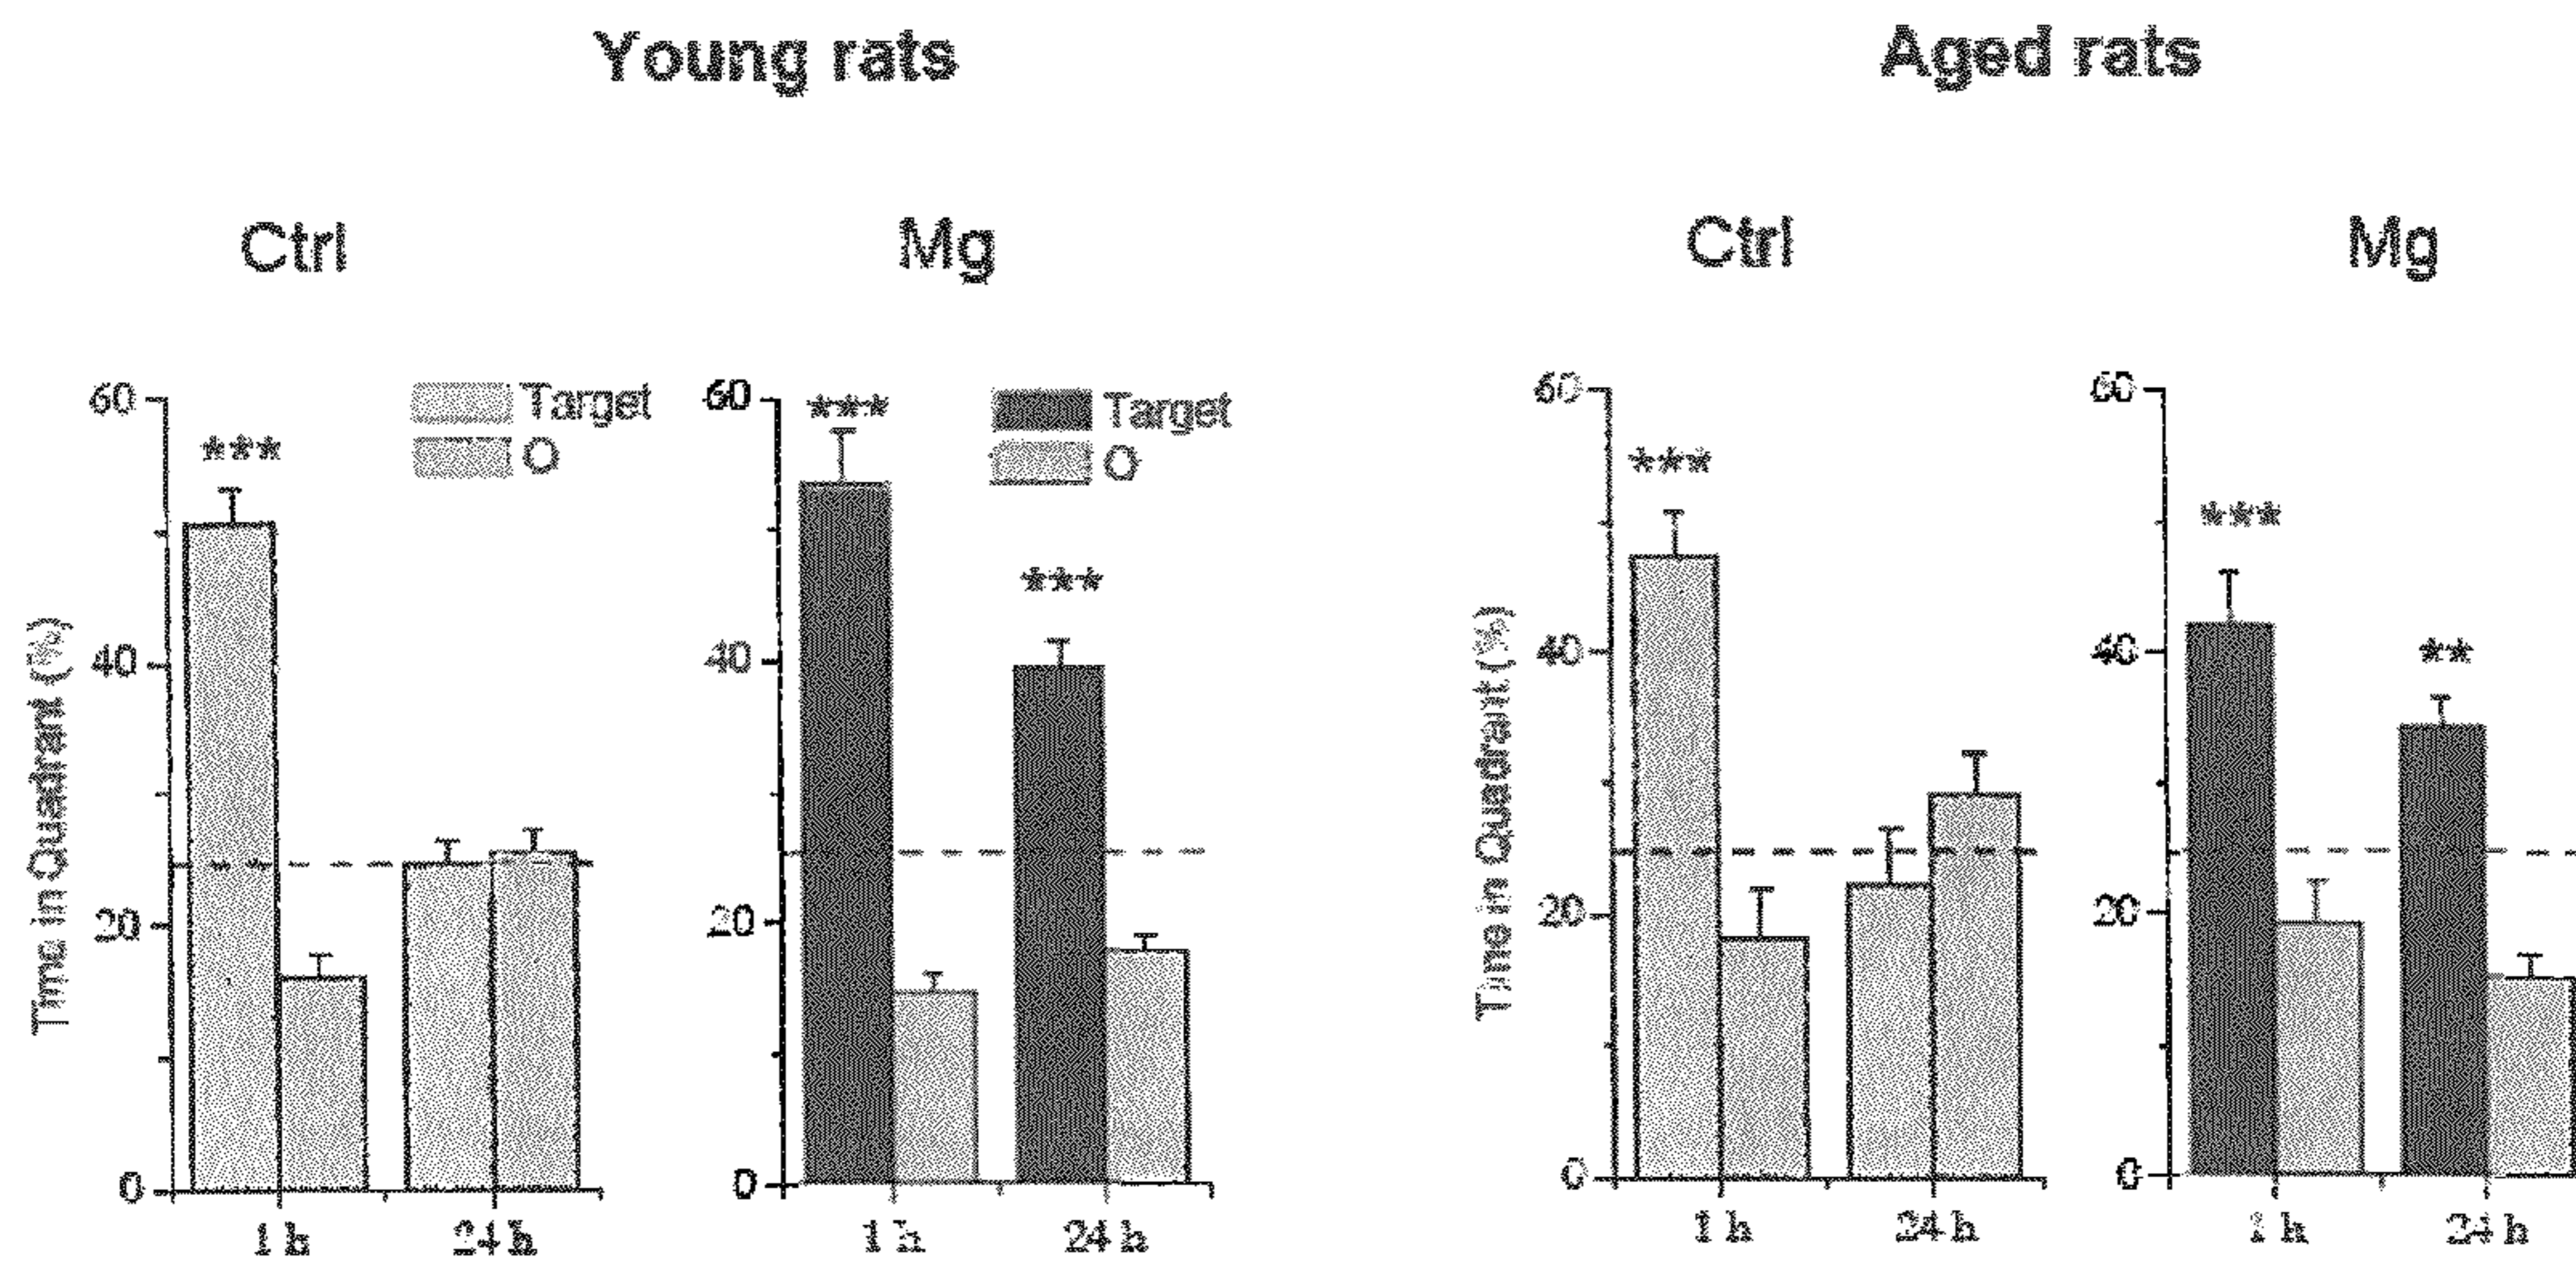 Young rats
Aged rats
Ctrl
Mg
Ctrl
Mg
Time in Quadrant (%)
60
40
20
0
***
Target
O
1 h
24 h
60
40
20
0
***
***
Target
O
1 h
24 h
Time in Quadrant (%)
60
40
20
0
***
1 h
24 h
60
40
20
0
***
**
1 h
24 h